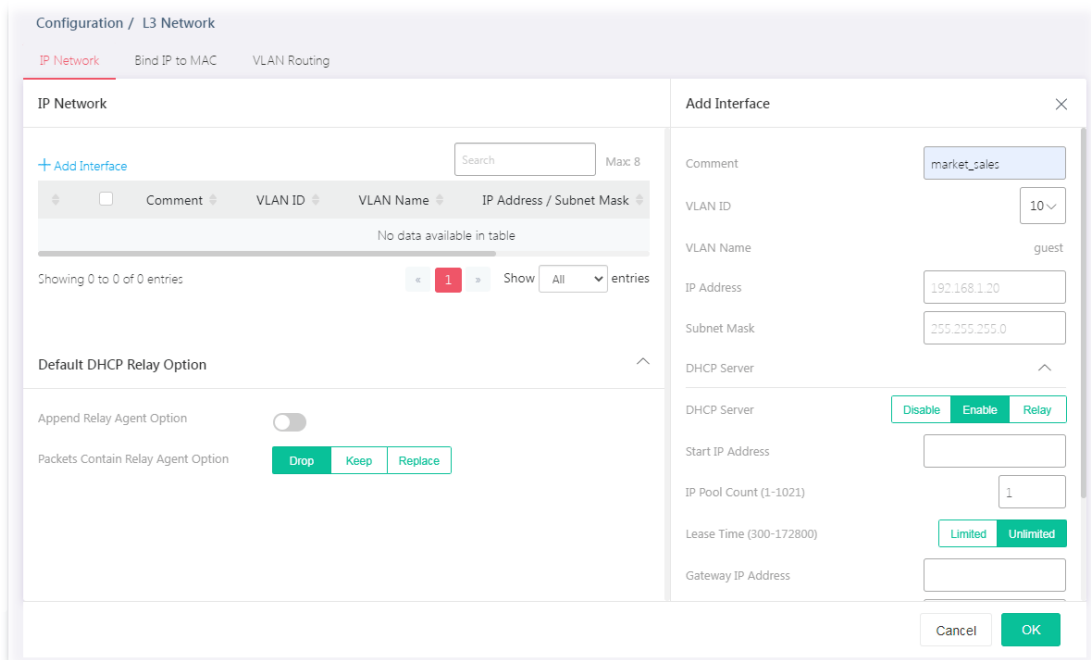 Configuration / L3 Network
IP Network Bind IP to MAC VLAN Routing
IP Network
+ Add Interface Search Max: 8
Comment VLAN ID VLAN Name IP Address / Subnet Mask
No data available in table
Showing 0 to 0 of 0 entries « 1 » Show All entries
Default DHCP Relay Option
Append Relay Agent Option
Packets Contain Relay Agent Option Drop Keep Replace
Add Interface
Comment market_sales
VLAN ID 10
VLAN Name guest
IP Address 192.168.1.20
Subnet Mask 255.255.255.0
DHCP Server
DHCP Server Disable Enable Relay
Start IP Address
IP Pool Count (1-1021) 1
Lease Time (300-172800) Limited Unlimited
Gateway IP Address
Cancel OK